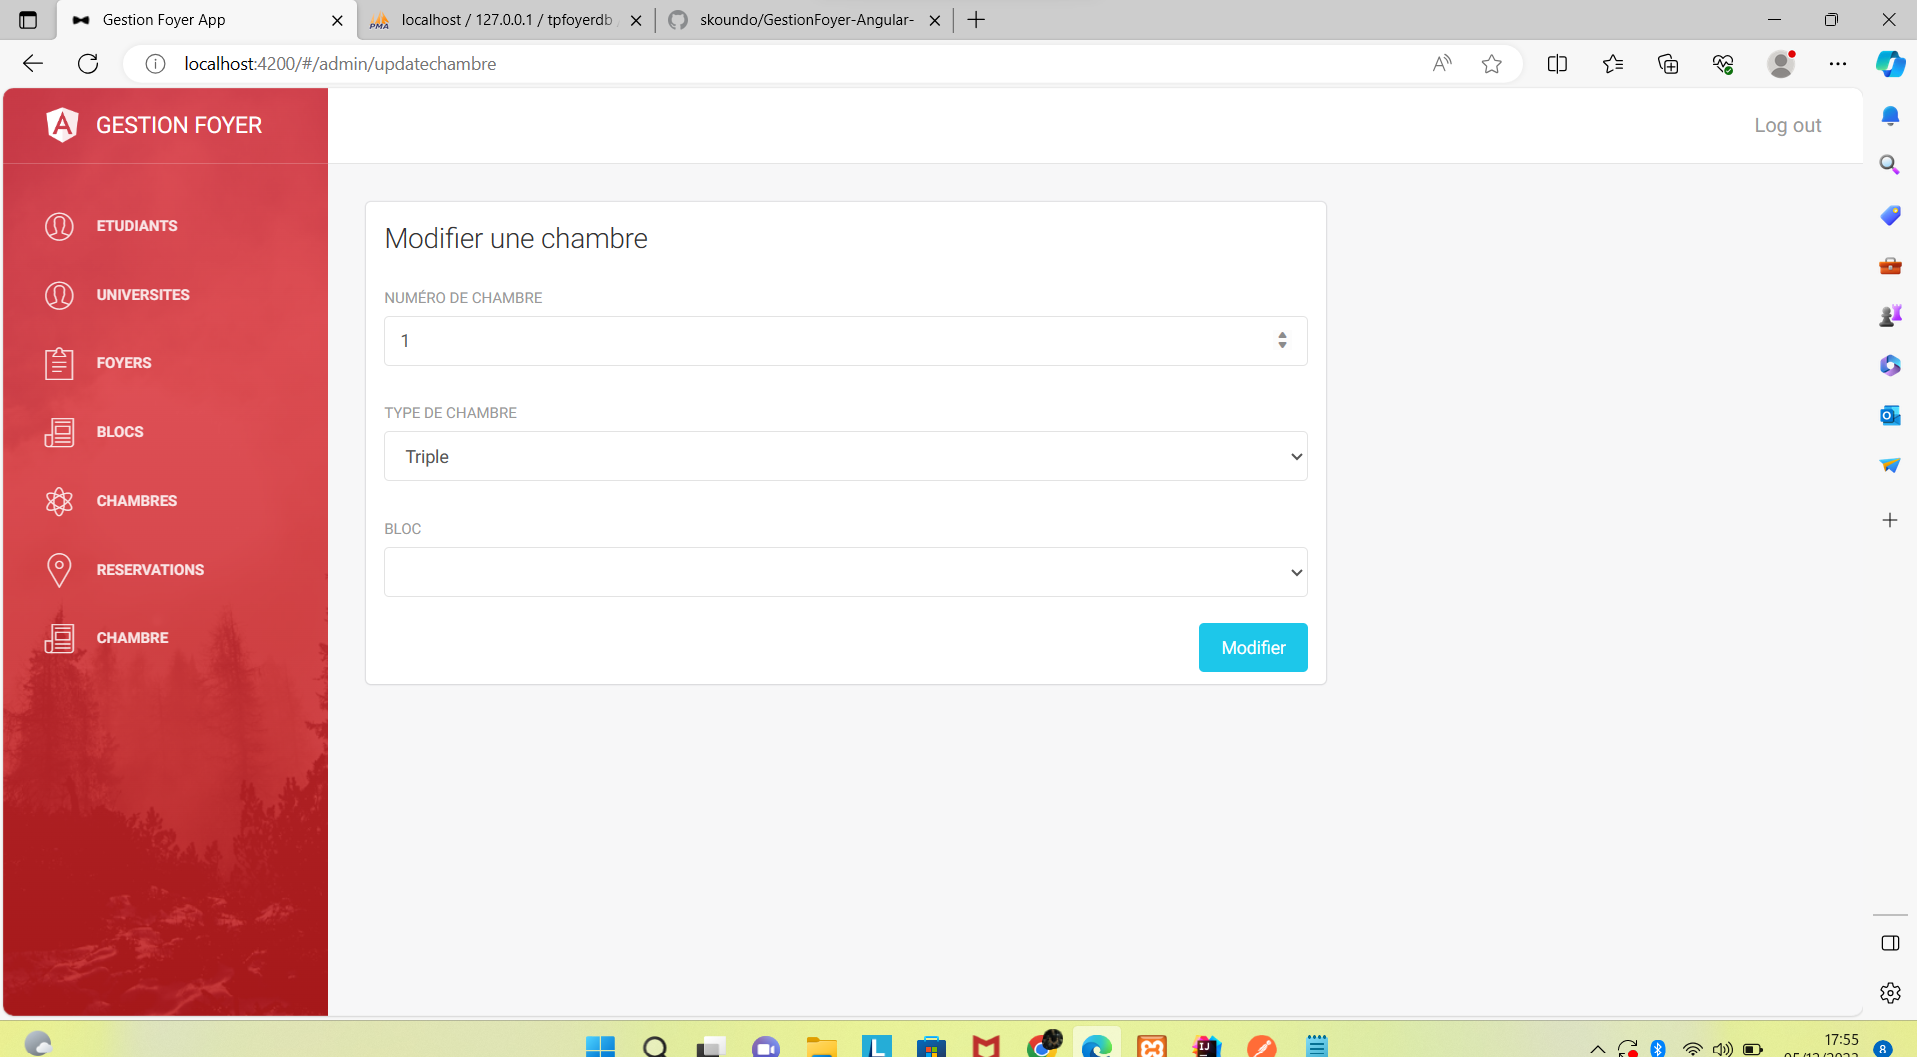 Gestion Foyer App
localhost / 127.0.0.1 / tpfoyerdb
skoundo/GestionFoyer-Angular-
localhost:4200/#/admin/updatechambre
GESTION FOYER
Log out
ETUDIANTS
UNIVERSITES
FOYERS
BLOCS
CHAMBRES
RESERVATIONS
CHAMBRE
Modifier une chambre
NUMÉRO DE CHAMBRE
1
TYPE DE CHAMBRE
Triple
BLOC
Modifier
17:55
8